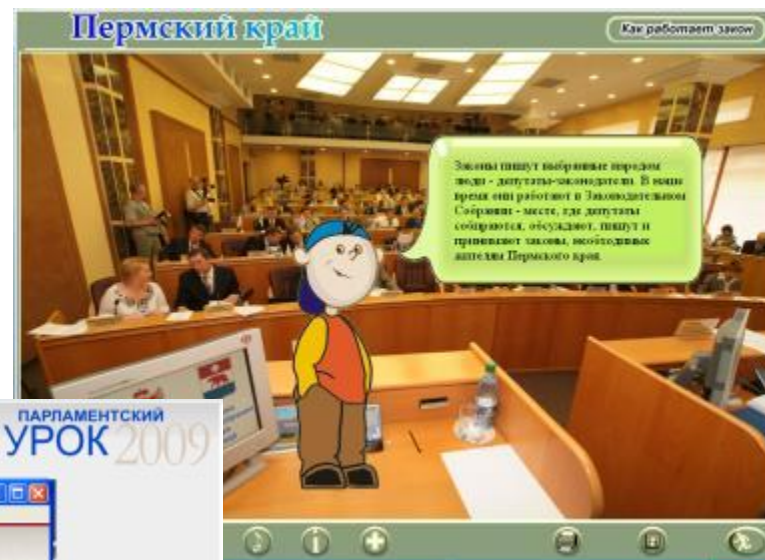 Пермский край
Как работает закон
Законы пишут выбранные народом
люди - депутаты-законодатели. В наше
время они работают в Законодательном
Собрании - месте, где депутаты
собираются, обсуждают, пишут и
принимают законы, необходимые
жителям Пермского края.
ПАРЛАМЕНТСКИЙ
УРОК 2009